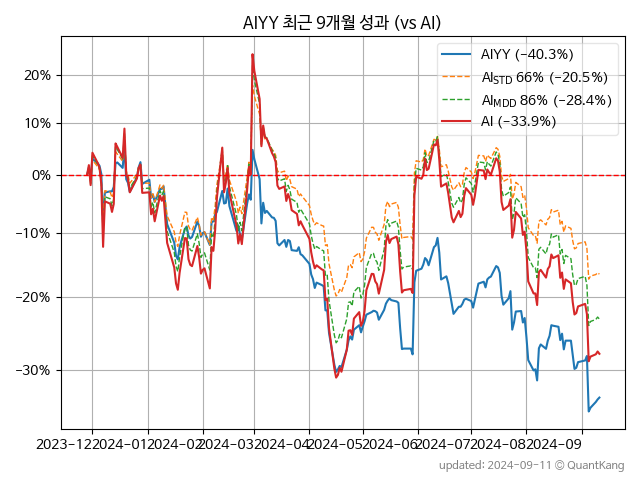 AIYY 최근 9개월 성과 (vs AI)
AIYY (−40.3%)
AISTD 66% (−20.5%)
AIMDD 86% (−28.4%)
AI (−33.9%)
20%
10%
0%
−10%
−20%
−30%
2023-12 2024-01 2024-02 2024-03 2024-04 2024-05 2024-06 2024-07 2024-08 2024-09
updated: 2024-09-11 © QuantKang